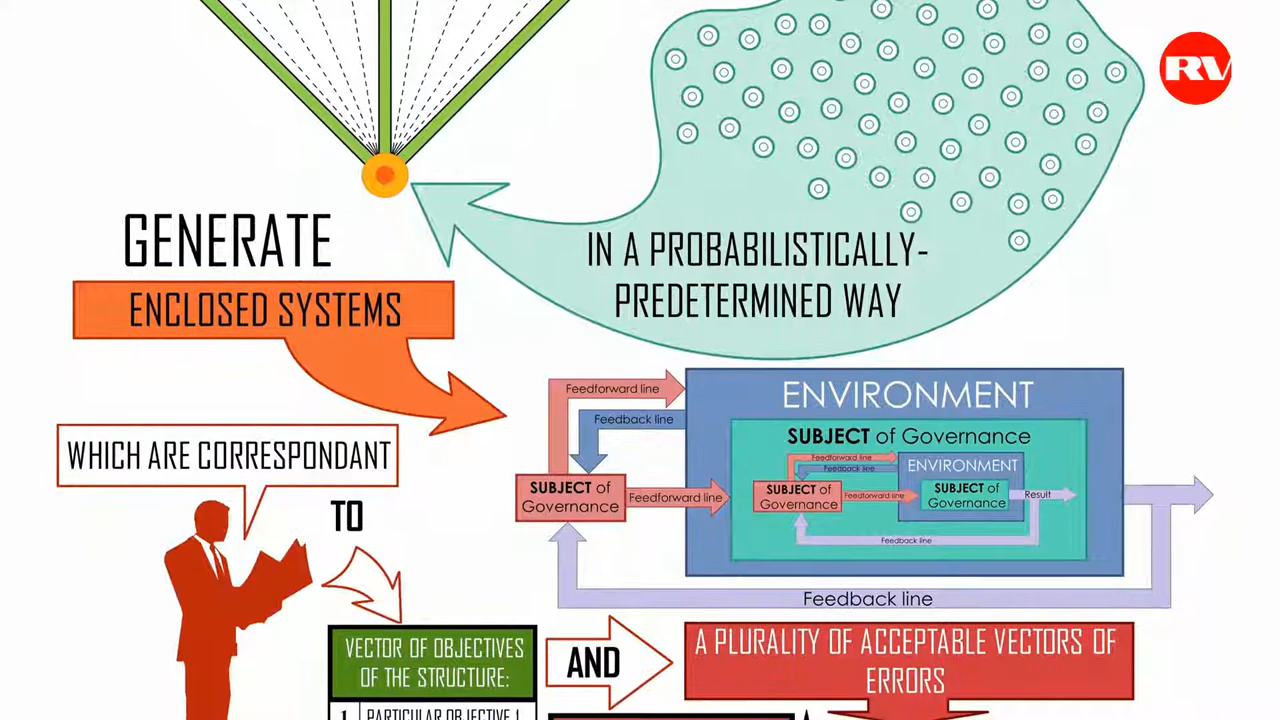 RV
IN A PROBABILISTICALLY-
PREDETERMINED WAY
GENERATE
ENCLOSED SYSTEMS
WHICH ARE CORRESPONDANT
TO
Feedforward line
Feedback line
ENVIRONMENT
SUBJECT of Governance
Feedforward line
Feedback line
ENVIRONMENT
SUBJECT of
Governance
Feedforward line
SUBJECT of
Governance
Feedforward line
SUBJECT of
Governance
Result
Feedback line
Feedback line
VECTOR OF OBJECTIVES
OF THE STRUCTURE:
1 PARTICULAR OBJECTIVE 1
AND
A PLURALITY OF ACCEPTABLE VECTORS OF
ERRORS